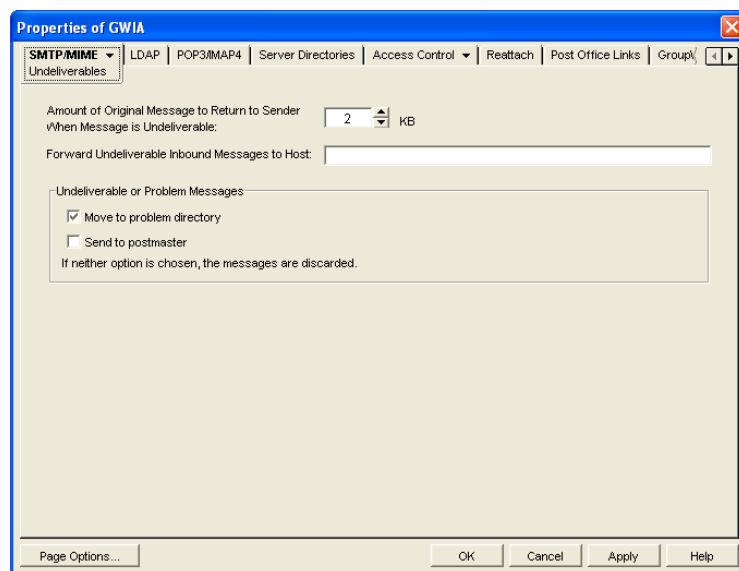 Properties of GWIA
SMTP/MIME LDAP POP3/IMAP4 Server Directories Access Control Reattach Post Office Links
Undeliverables
Amount of Original Message to Return to Sender
When Message is Undeliverable:
2 KB
Forward Undeliverable Inbound Messages to Host:
Undeliverable or Problem Messages
Move to problem directory
Send to postmaster
If neither option is chosen, the messages are discarded.
Page Options... OK Cancel Apply Help